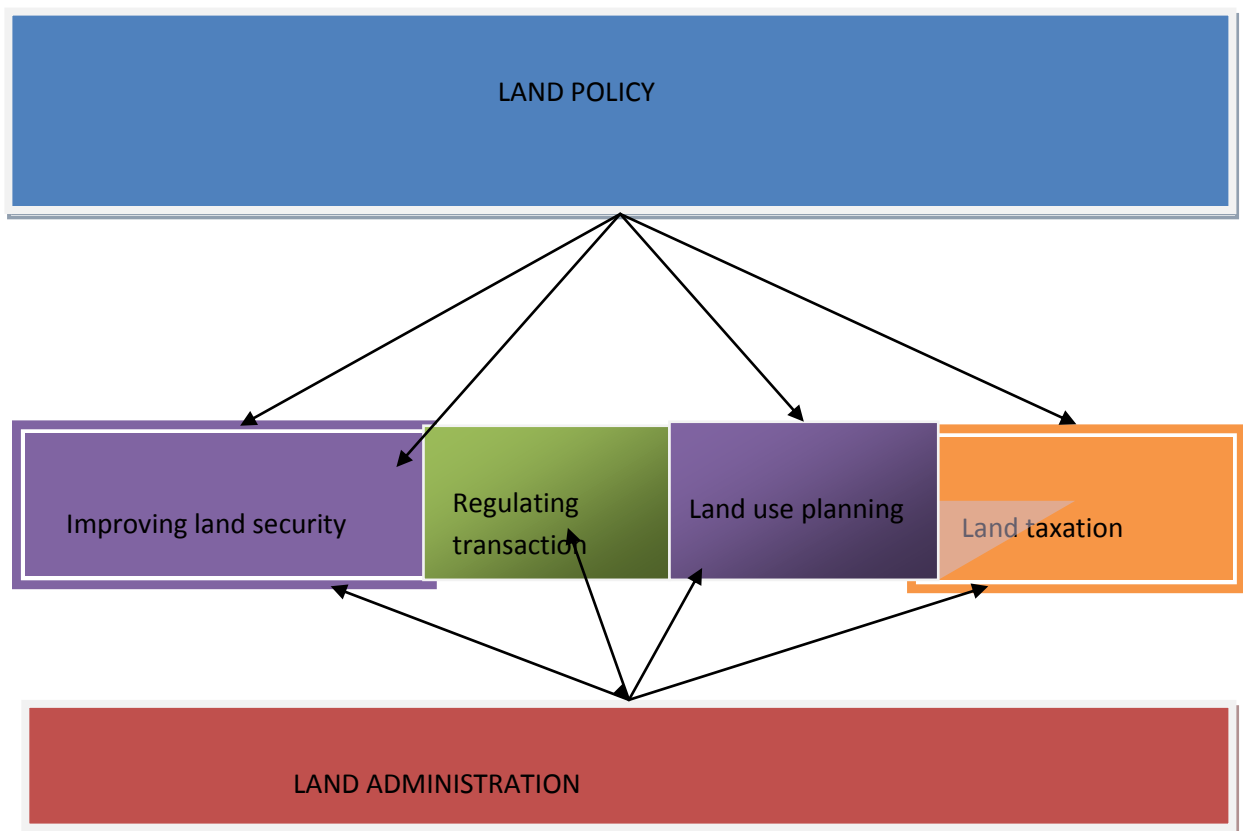 LAND POLICY
Improving land security
Regulating
transaction
Land use planning
Land taxation
LAND ADMINISTRATION